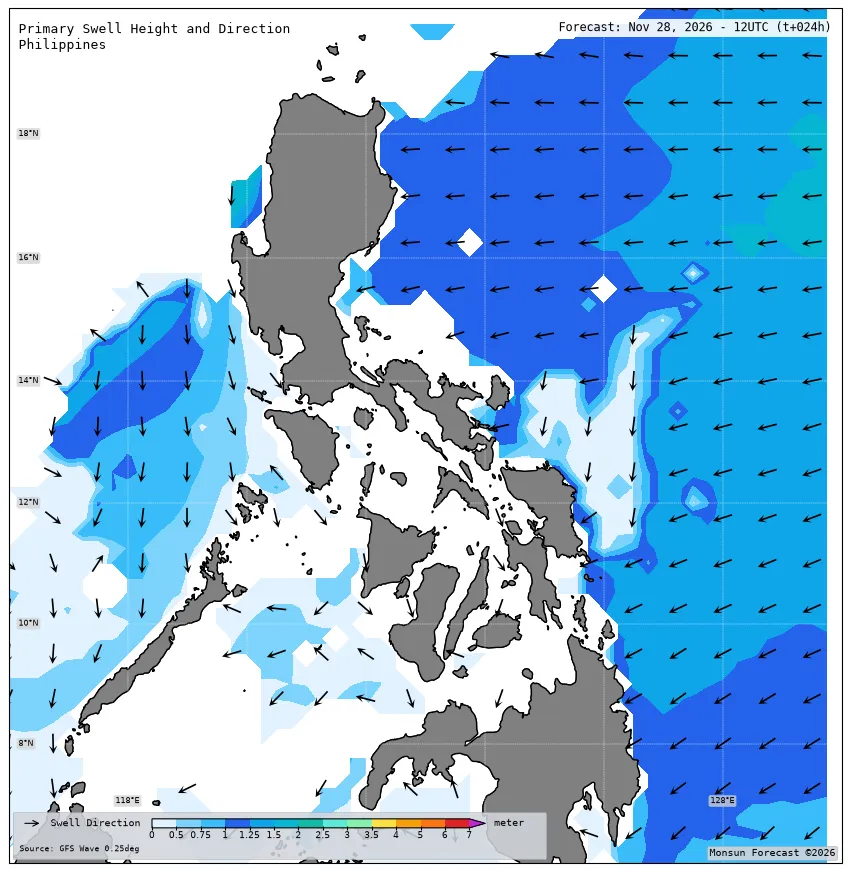 Primary Swell Height and Direction
Philippines
Forecast: Nov 28, 2026 - 12UTC (t+024h)
18°N
16°N
14°N
12°N
10°N
8°N
118°E
128°E
Swell Direction
0 0.5 0.75 1 1.25 1.5 2 2.5 3 3.5 4 5 6 7
meter
Source: GFS Wave 0.25deg
Monsun Forecast ©2026